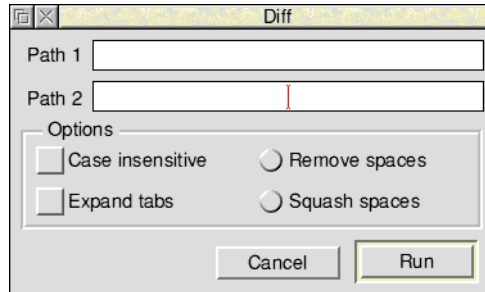 Diff
Path 1
Path 2
Options
Case insensitive Remove spaces
Expand tabs Squash spaces
Cancel Run